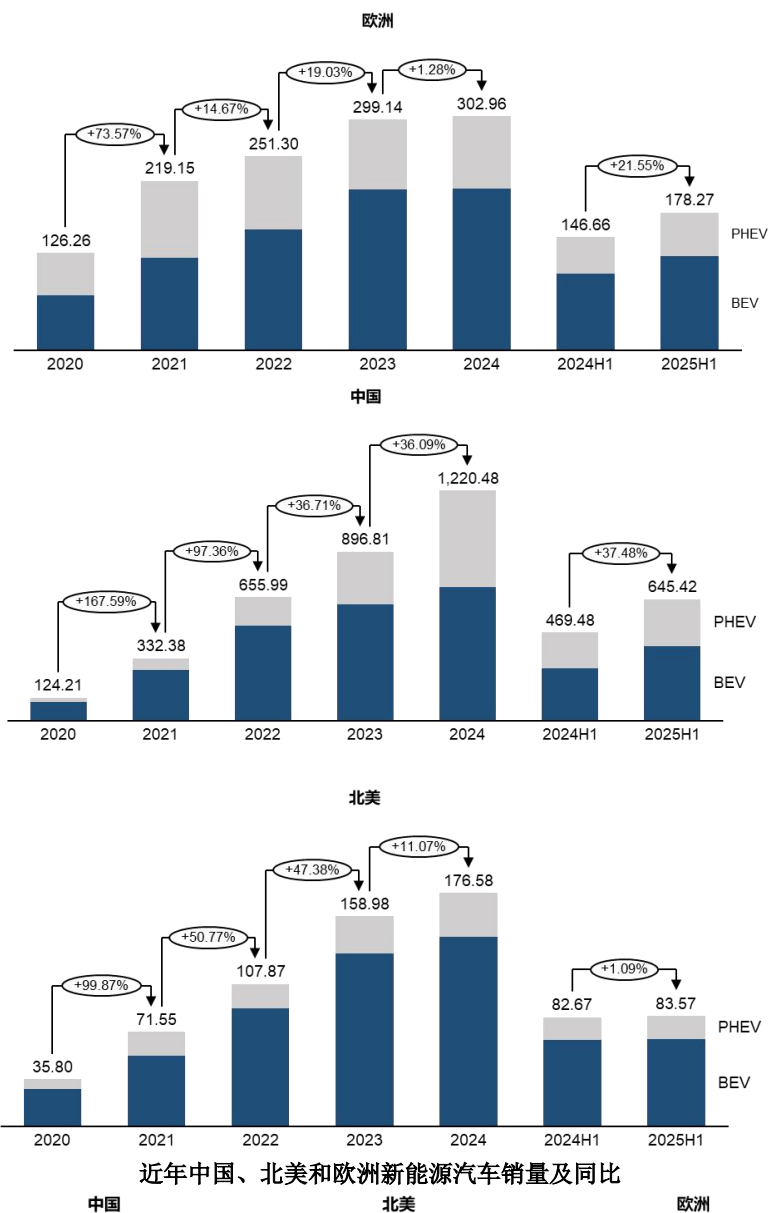 欧洲
+19.03%
+1.28%
+14.67%
299.14
302.96
+73.57%
251.30
219.15
+21.55%
178.27
146.66
126.26
PHEV
BEV
2020 2021 2022 2023 2024 2024H1 2025H1
中国
+36.09%
1,220.48
+36.71%
896.81
+97.36%
+37.48%
655.99
645.42
+167.59%
469.48
332.38
PHEV
124.21
BEV
2020 2021 2022 2023 2024 2024H1 2025H1
北美
+11.07%
+47.38%
176.58
158.98
+50.77%
107.87
+1.09%
+99.87%
82.67
83.57
71.55
PHEV
35.80
BEV
2020 2021 2022 2023 2024 2024H1 2025H1
近年中国、北美和欧洲新能源汽车销量及同比
中国 北美 欧洲